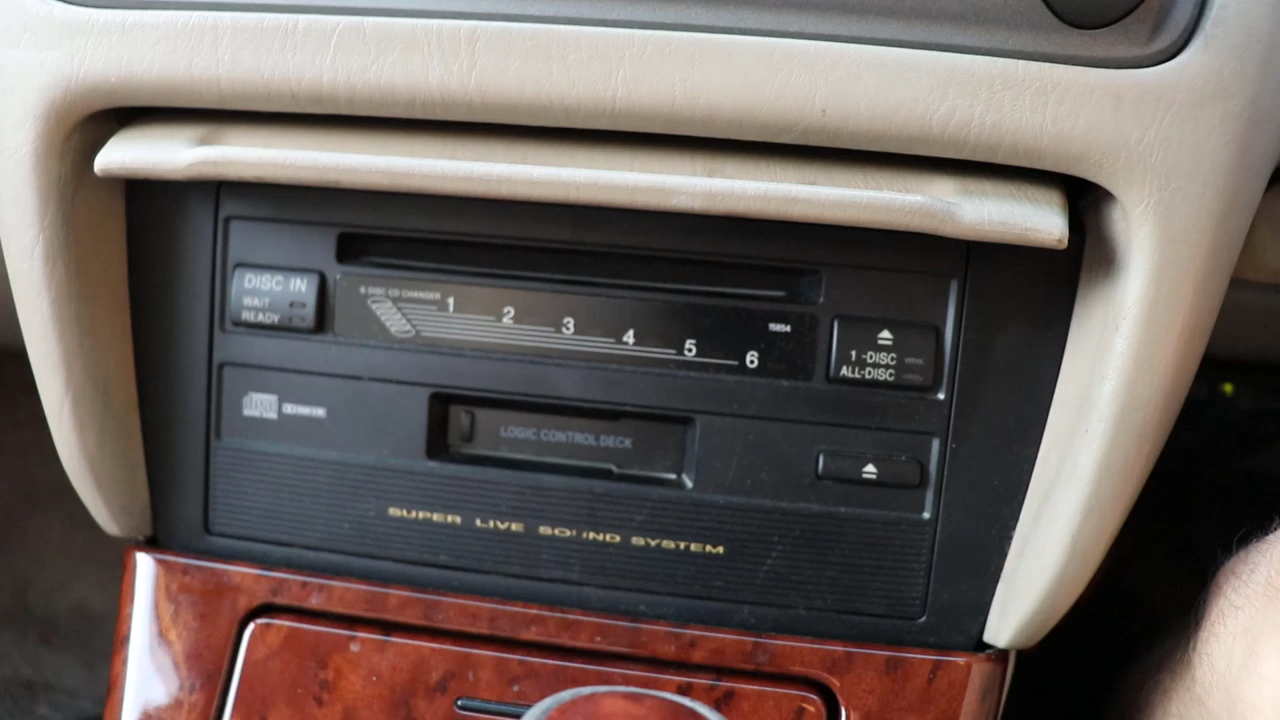 DISC IN
WAIT
READY
6 DISC CD CHANGER
1 2 3 4 5 6
15854
1 -DISC
ALL-DISC
disc
LOGIC CONTROL DECK
SUPER LIVE SOUND SYSTEM